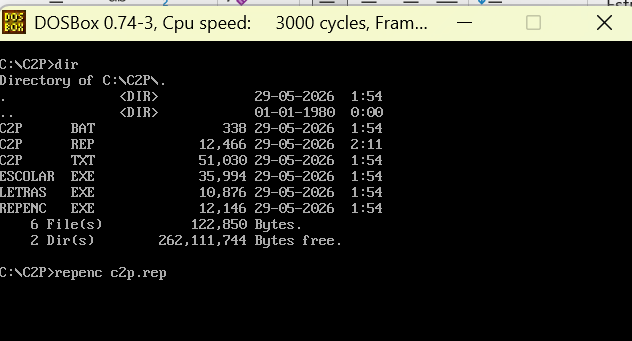 DOSBox 0.74-3, Cpu speed:    3000 cycles, Fram...
C:\C2P>dir
Directory of C:\C2P\.
.              <DIR>            29-05-2026  1:54
..             <DIR>            01-01-1980  0:00
C2P      BAT                338 29-05-2026  1:54
C2P      REP             12,466 29-05-2026  2:11
C2P      TXT             51,030 29-05-2026  1:54
ESCOLAR  EXE             35,994 29-05-2026  1:54
LETRAS   EXE             10,876 29-05-2026  1:54
REPENC   EXE             12,146 29-05-2026  1:54
    6 File(s)           122,850 Bytes.
    2 Dir(s)        262,111,744 Bytes free.
C:\C2P>repenc c2p.rep